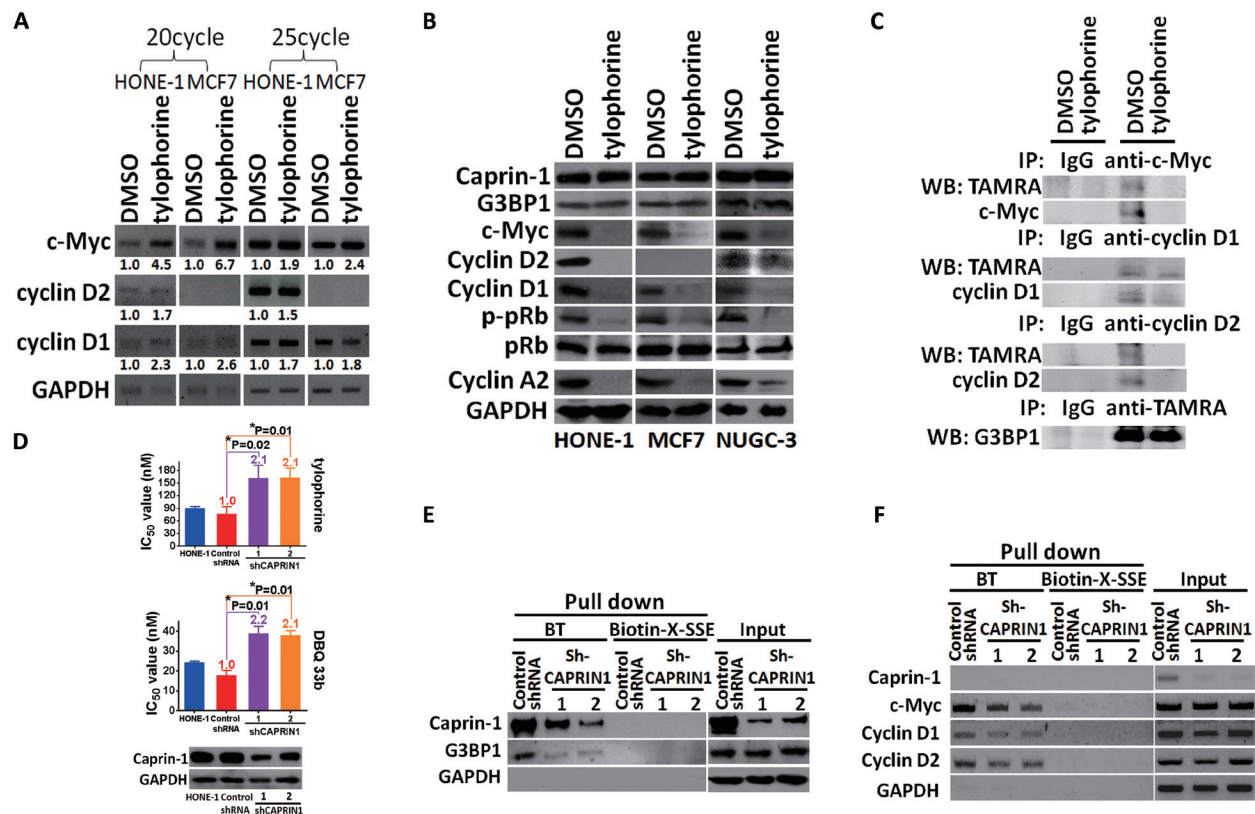 A
20cycle 25cycle
HONE-1 MCF7 HONE-1 MCF7
DMSO tylophorine DMSO tylophorine DMSO tylophorine DMSO tylophorine
c-Myc
1.0 4.5 1.0 6.7 1.0 1.9 1.0 2.4
cyclin D2
1.0 1.7 1.0 1.5
cyclin D1
1.0 2.3 1.0 2.6 1.0 1.7 1.0 1.8
GAPDH
B
DMSO tylophorine DMSO tylophorine DMSO tylophorine
Caprin-1
G3BP1
c-Myc
Cyclin D2
Cyclin D1
p-pRb
pRb
Cyclin A2
GAPDH
HONE-1 MCF7 NUGC-3
C
DMSO tylophorine DMSO tylophorine
IP: IgG anti-c-Myc
WB: TAMRA
c-Myc
IP: IgG anti-cyclin D1
WB: TAMRA
cyclin D1
IP: IgG anti-cyclin D2
WB: TAMRA
cyclin D2
IP: IgG anti-TAMRA
WB: G3BP1
D
*P=0.01
*P=0.02
IC50 value (nM)
180
150
120
90
60
30
0
1.0 2.1 2.1
tylophorine
HONE-1 Control shRNA 1 2
shCAPRIN1
*P=0.01
*P=0.01
IC50 value (nM)
40
30
20
10
0
1.0 2.2 2.1
DBQ 33b
HONE-1 Control shRNA 1 2
shCAPRIN1
Caprin-1
GAPDH
HONE-1 Control shRNA 1 2
shCAPRIN1
E
Pull down
BT Biotin-X-SSE Input
Control shRNA Sh-CAPRIN1 Control shRNA Sh-CAPRIN1 Control shRNA Sh-CAPRIN1
1 2 1 2 1 2
Caprin-1
G3BP1
GAPDH
F
Pull down
BT Biotin-X-SSE Input
Control shRNA Sh-CAPRIN1 Control shRNA Sh-CAPRIN1 Control shRNA Sh-CAPRIN1
1 2 1 2 1 2
Caprin-1
c-Myc
Cyclin D1
Cyclin D2
GAPDH